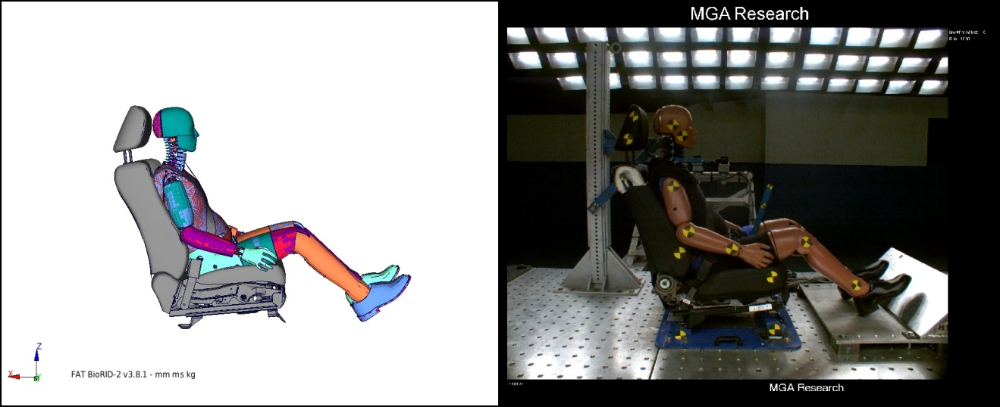 MGA Research
Z
X
Y
FAT BioRID-2 v3.8.1 - mm ms kg
MGA Research